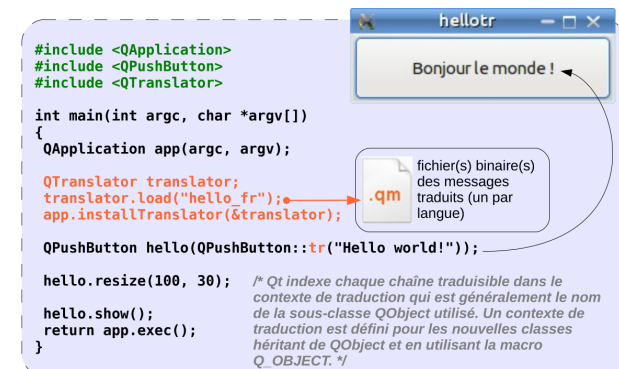 hellotr
Bonjour le monde !
#include <QApplication>
#include <QPushButton>
#include <QTranslator>
int main(int argc, char *argv[])
{
QApplication app(argc, argv);
QTranslator translator;
translator.load("hello_fr");
app.installTranslator(&translator);
.qm
fichier(s) binaire(s)
des messages
traduits (un par
langue)
QPushButton hello(QPushButton::tr("Hello world!"));
hello.resize(100, 30);
hello.show();
return app.exec();
}
/* Qt indexe chaque chaîne traduisible dans le
contexte de traduction qui est généralement le nom
de la sous-classe QObject utilisé. Un contexte de
traduction est défini pour les nouvelles classes
héritant de QObject et en utilisant la macro
Q_OBJECT. */